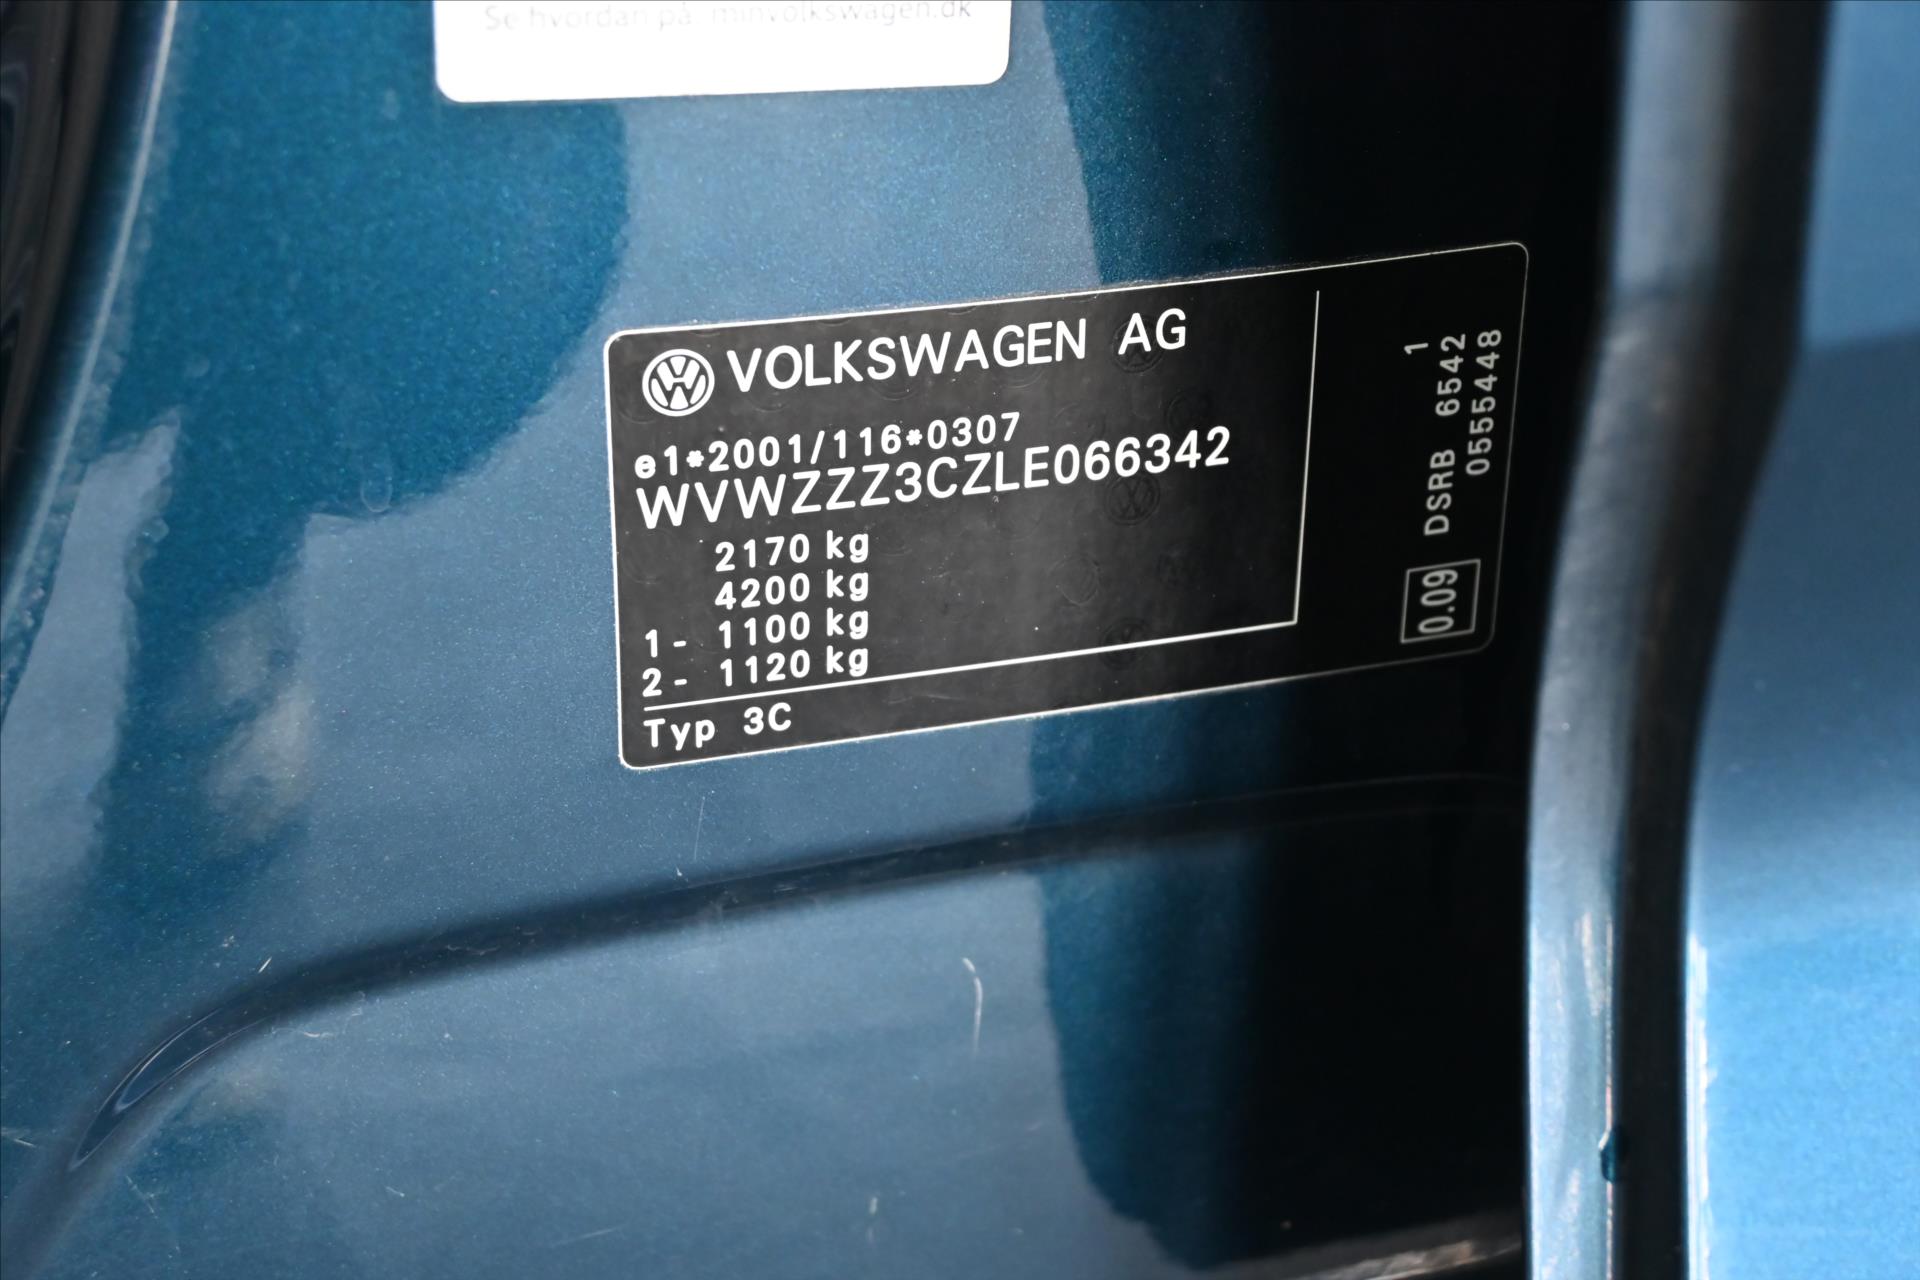 Se hvordan på minvolkswagen.dk
VOLKSWAGEN AG
e1*2001/116*0307
WVWZZZ3CZLE066342
2170 kg
4200 kg
1- 1100 kg
2- 1120 kg
Typ 3C
1
0.09 DSRB 6542
0555448